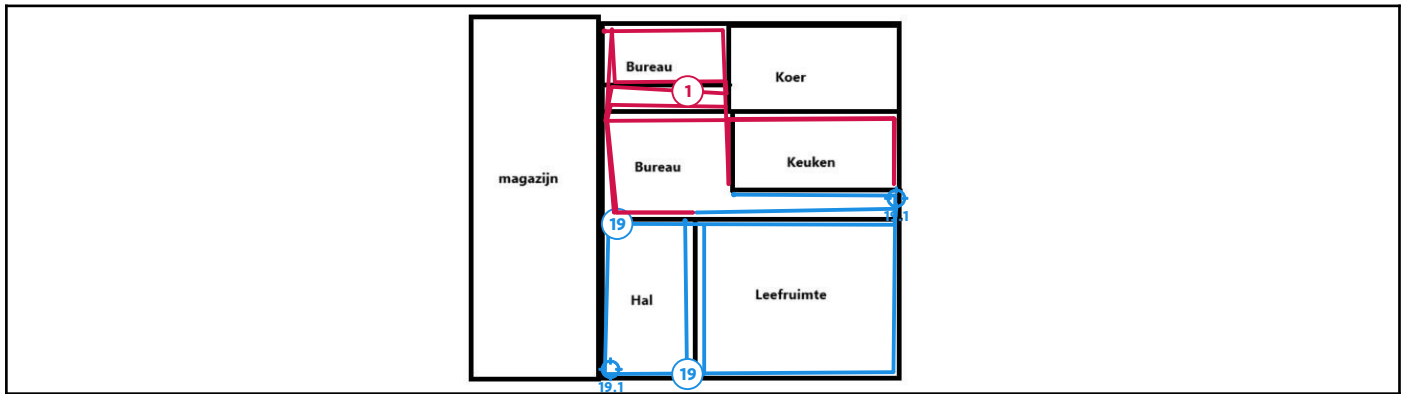 Bureau
Koer
1
Bureau
Keuken
magazijn
19.1
19
Hal
Leefruimte
19
19.1